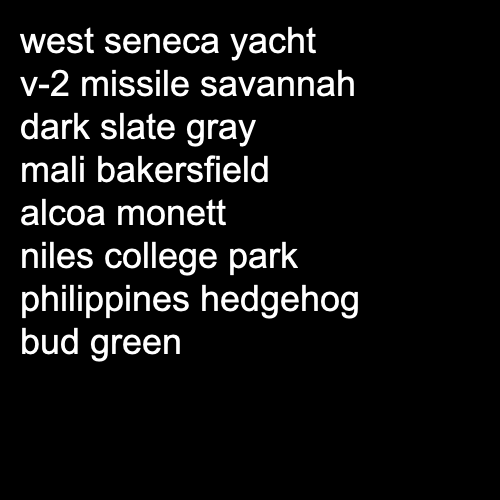 west seneca yacht
v-2 missile savannah
dark slate gray
mali bakersfield
alcoa monett
niles college park
philippines hedgehog
bud green